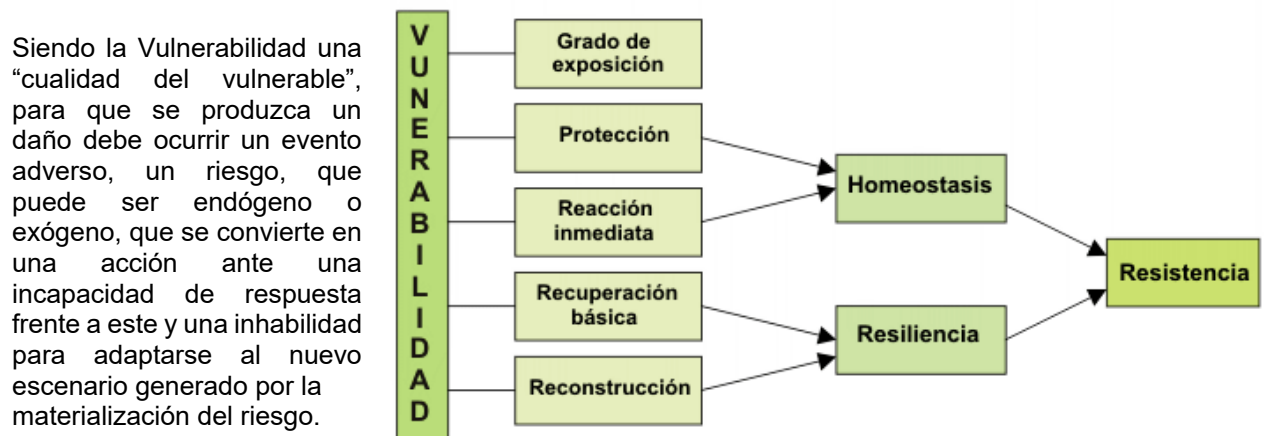 Siendo la Vulnerabilidad una
“cualidad del vulnerable”,
para que se produzca un
daño debe ocurrir un evento
adverso, un riesgo, que
puede ser endógeno o
exógeno, que se convierte en
una acción ante una
incapacidad de respuesta
frente a este y una inhabilidad
para adaptarse al nuevo
escenario generado por la
materialización del riesgo.
VUNERABILIDAD
Grado de
exposición
Protección
Reacción
inmediata
Recuperación
básica
Reconstrucción
Homeostasis
Resiliencia
Resistencia